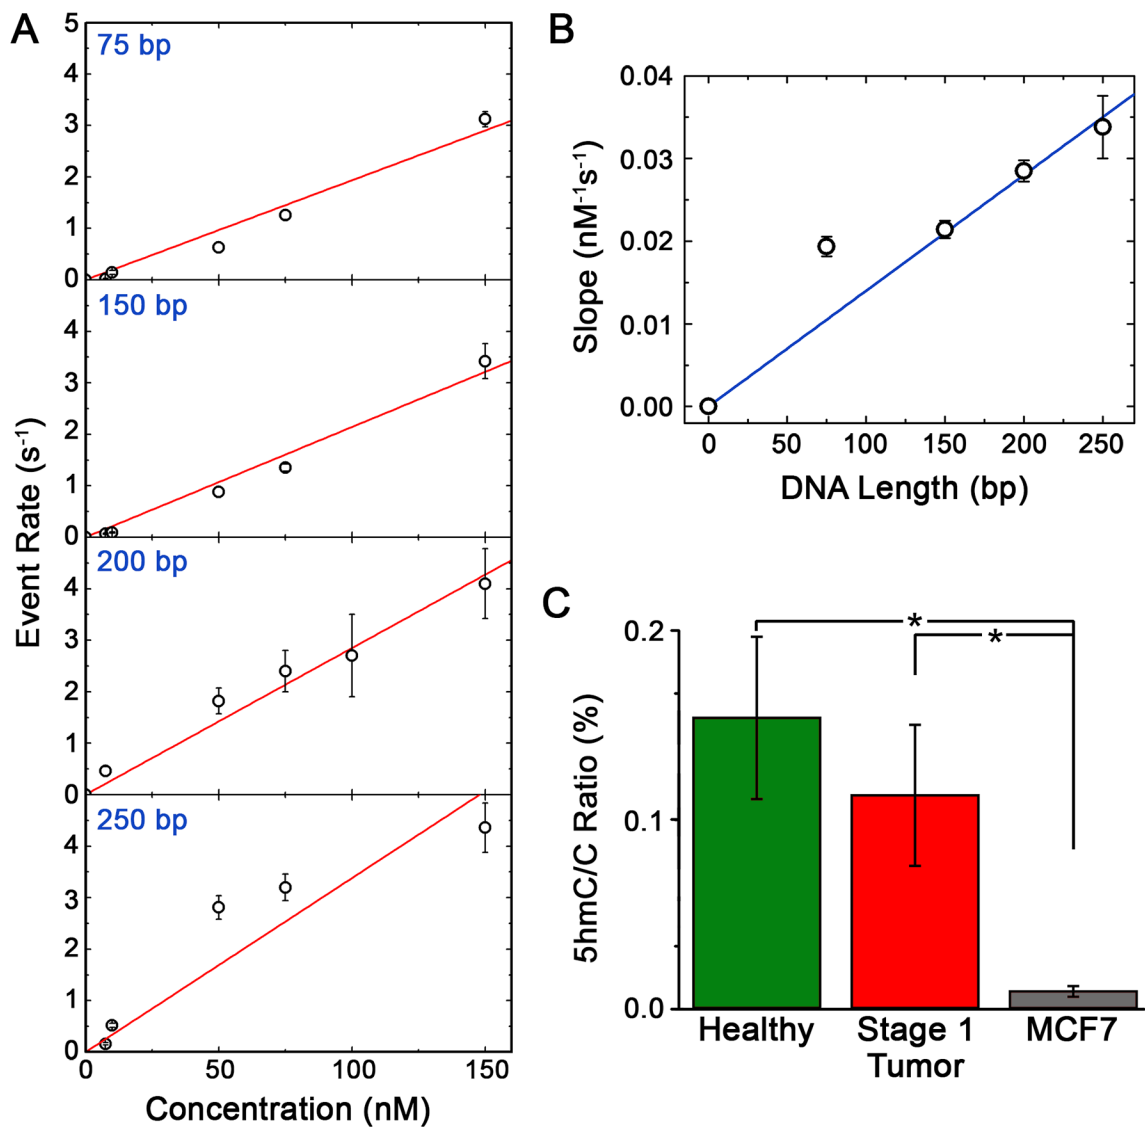 A
75 bp
5
4
3
2
1
0
150 bp
4
3
2
1
0
200 bp
4
3
2
1
0
250 bp
4
3
2
1
0
0
50
100
150
Event Rate (s⁻¹)
Concentration (nM)
B
0.04
0.03
0.02
0.01
0.00
0
50
100
150
200
250
Slope (nM⁻¹s⁻¹)
DNA Length (bp)
C
0.2
0.1
0.0
*
*
5hmC/C Ratio (%)
Healthy
Stage 1
Tumor
MCF7